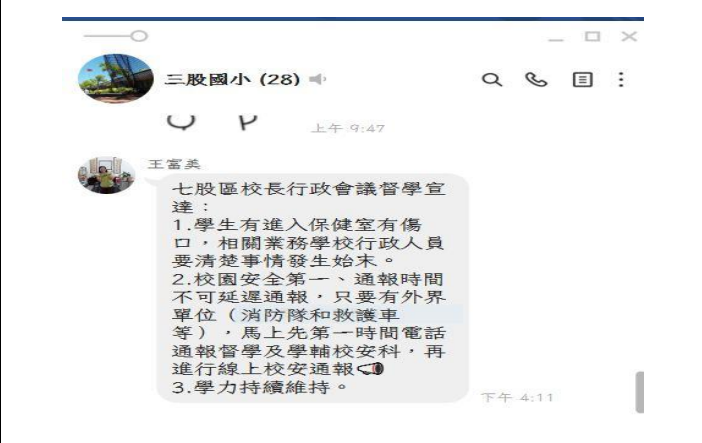 三股國小 (28)
上午 9:47
王富美
七股區校長行政會議督學宣
達：
1.學生有進入保健室有傷
口，相關業務學校行政人員
要清楚事情發生始末。
2.校園安全第一、通報時間
不可延遲通報，只要有外界
單位（消防隊和救護車
等），馬上先第一時間電話
通報督學及學輔校安科，再
進行線上校安通報
3.學力持續維持。
下午 4:11